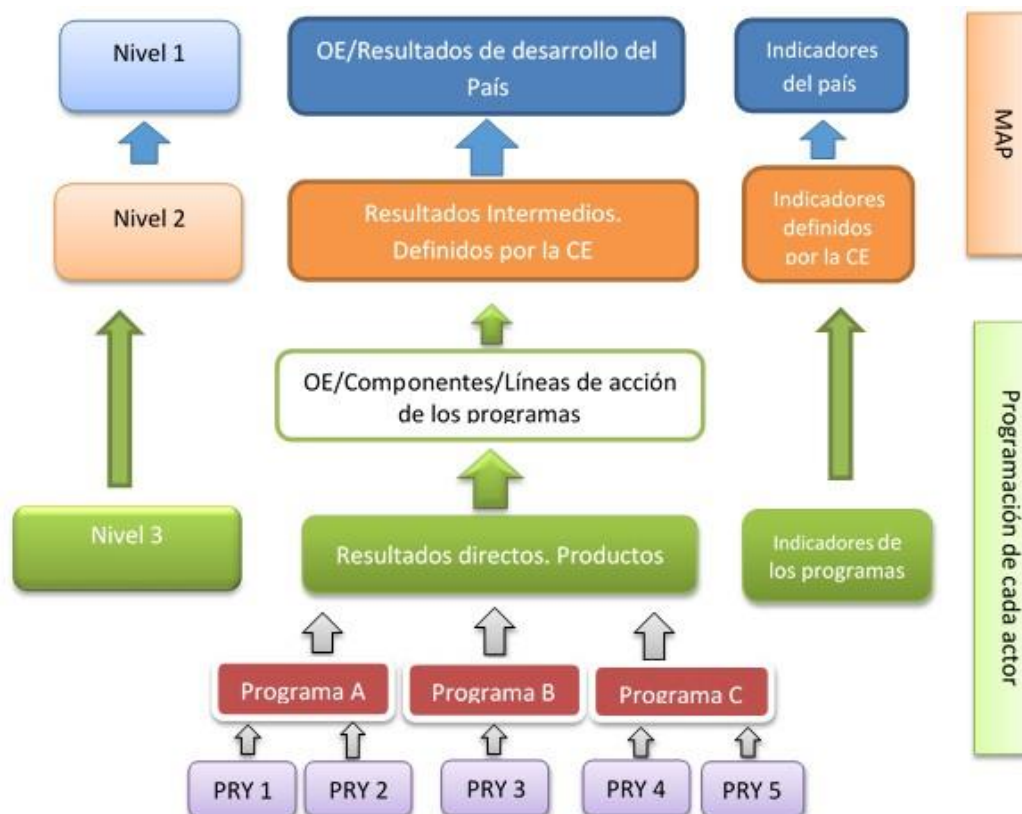 Nivel 1
OE/Resultados de desarrollo del
País
Indicadores
del país
MAP
Nivel 2
Resultados Intermedios.
Definidos por la CE
Indicadores
definidos
por la CE
OE/Componentes/Líneas de acción
de los programas
Programación de cada actor
Nivel 3
Resultados directos. Productos
Indicadores de
los programas
Programa A
Programa B
Programa C
PRY 1
PRY 2
PRY 3
PRY 4
PRY 5